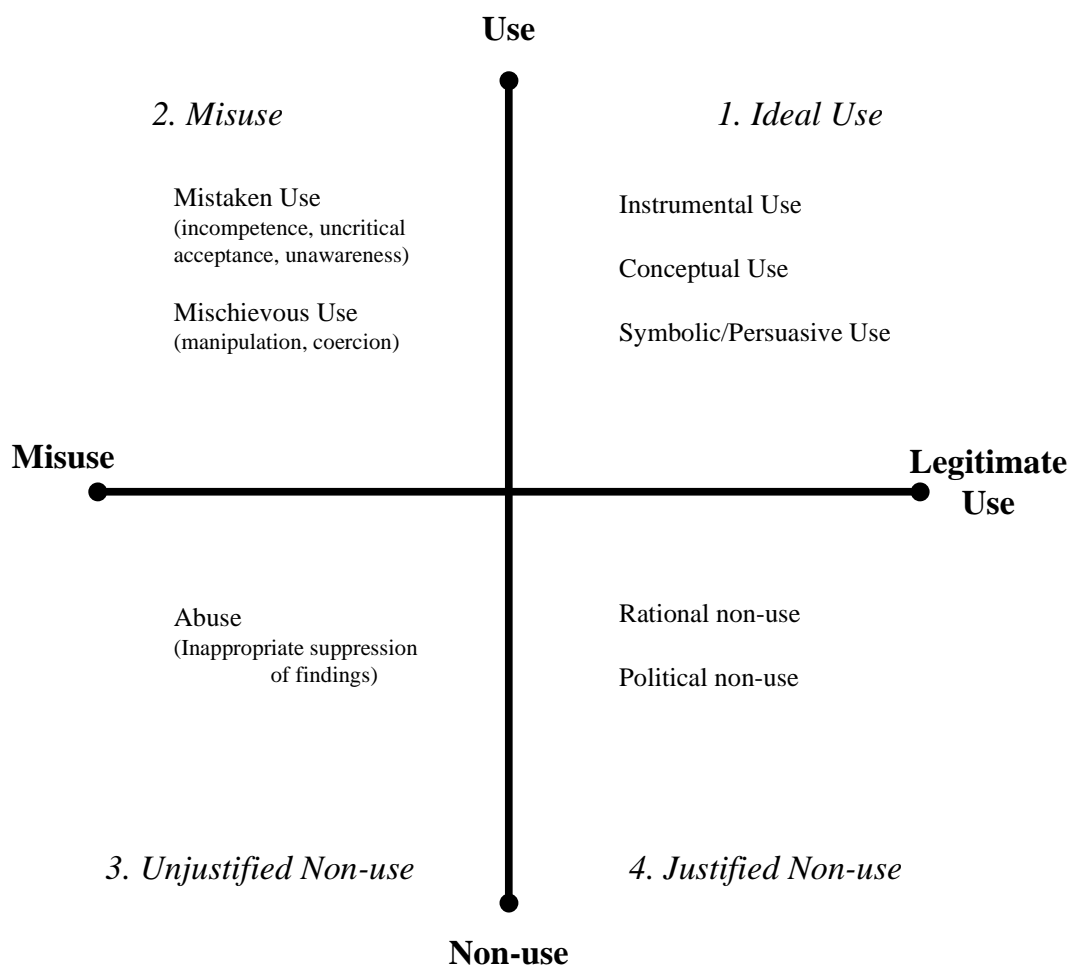 Use
2. Misuse
1. Ideal Use
Mistaken Use
(incompetence, uncritical
acceptance, unawareness)
Mischievous Use
(manipulation, coercion)
Instrumental Use
Conceptual Use
Symbolic/Persuasive Use
Misuse
Legitimate
Use
Abuse
(Inappropriate suppression
of findings)
Rational non-use
Political non-use
3. Unjustified Non-use
4. Justified Non-use
Non-use